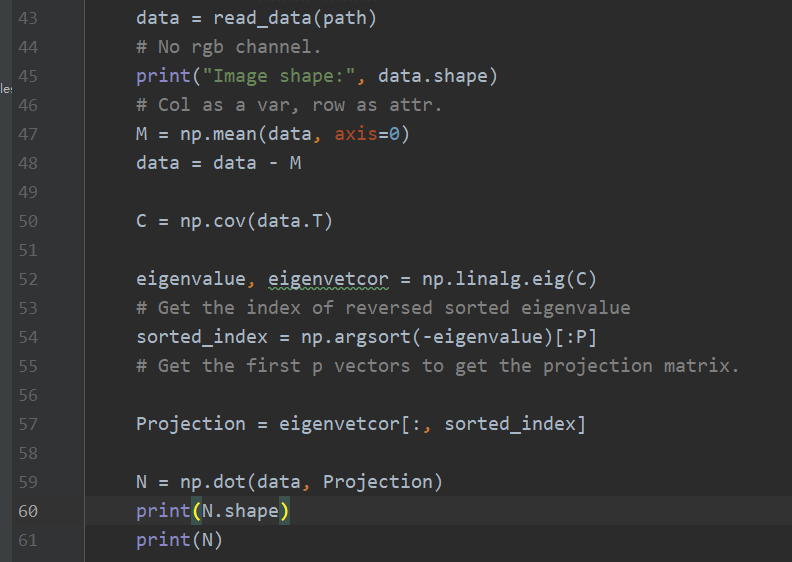 43 data = read_data(path)
44 # No rgb channel.
45 print("Image shape:", data.shape)
46 # Col as a var, row as attr.
47 M = np.mean(data, axis=0)
48 data = data - M
49
50 C = np.cov(data.T)
51
52 eigenvalue, eigenvetcor = np.linalg.eig(C)
53 # Get the index of reversed sorted eigenvalue
54 sorted_index = np.argsort(-eigenvalue)[:P]
55 # Get the first p vectors to get the projection matrix.
56
57 Projection = eigenvetcor[:, sorted_index]
58
59 N = np.dot(data, Projection)
60 print(N.shape)
61 print(N)